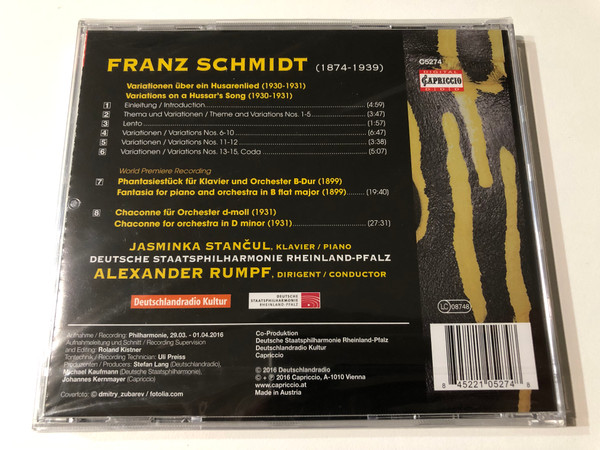 FRANZ SCHMIDT (1874-1939)
C5274
DIGITAL
CAPRICCIO
Variationen über ein Husarenlied (1930-1931)
Variations on a Hussar's Song (1930-1931)
1 Einleitung / Introduction (4:59)
2 Thema und Variationen / Theme and Variations Nos. 1-5 (3:47)
3 Lento (1:57)
4 Variationen / Variations Nos. 6-10 (6:47)
5 Variationen / Variations Nos. 11-12 (3:38)
6 Variationen / Variations Nos. 13-15, Coda (5:07)
World Premiere Recording
7 Phantasiestück für Klavier und Orchester B-Dur (1899)
Fantasia for piano and orchestra in B flat major (1899) (19:40)
8 Chaconne für Orchester d-moll (1931)
Chaconne for orchestra in D minor (1931) (27:31)
JASMINKA STANČUL, KLAVIER / PIANO
DEUTSCHE STAATSPHILHARMONIE RHEINLAND-PFALZ
ALEXANDER RUMPF, DIRIGENT / CONDUCTOR
Deutschlandradio Kultur
DEUTSCHE
STAATSPHILHARMONIE
RHEINLAND-PFALZ
LC 08748
Aufnahme / Recording: Philharmonie, 29.03. - 01.04.2016
Aufnahmeleitung und Schnitt / Recording Supervision
and Editing: Roland Kistner
Tontechnik / Recording Technician: Uli Preiss
Produzenten / Producers: Stefan Lang (Deutschlandradio),
Michael Kaufmann (Deutsche Staatsphilharmonie),
Johannes Kernmayer (Capriccio)
Coverfoto: © dmitry_zubarev / fotolia.com
Co-Produktion
Deutsche Staatsphilharmonie Rheinland-Pfalz
Deutschlandradio Kultur
Capriccio
© 2016 Deutschlandradio
© + ℗ 2016 Capriccio, A-1010 Vienna
www.capriccio.at
Made in Austria
8 45221 05274 8